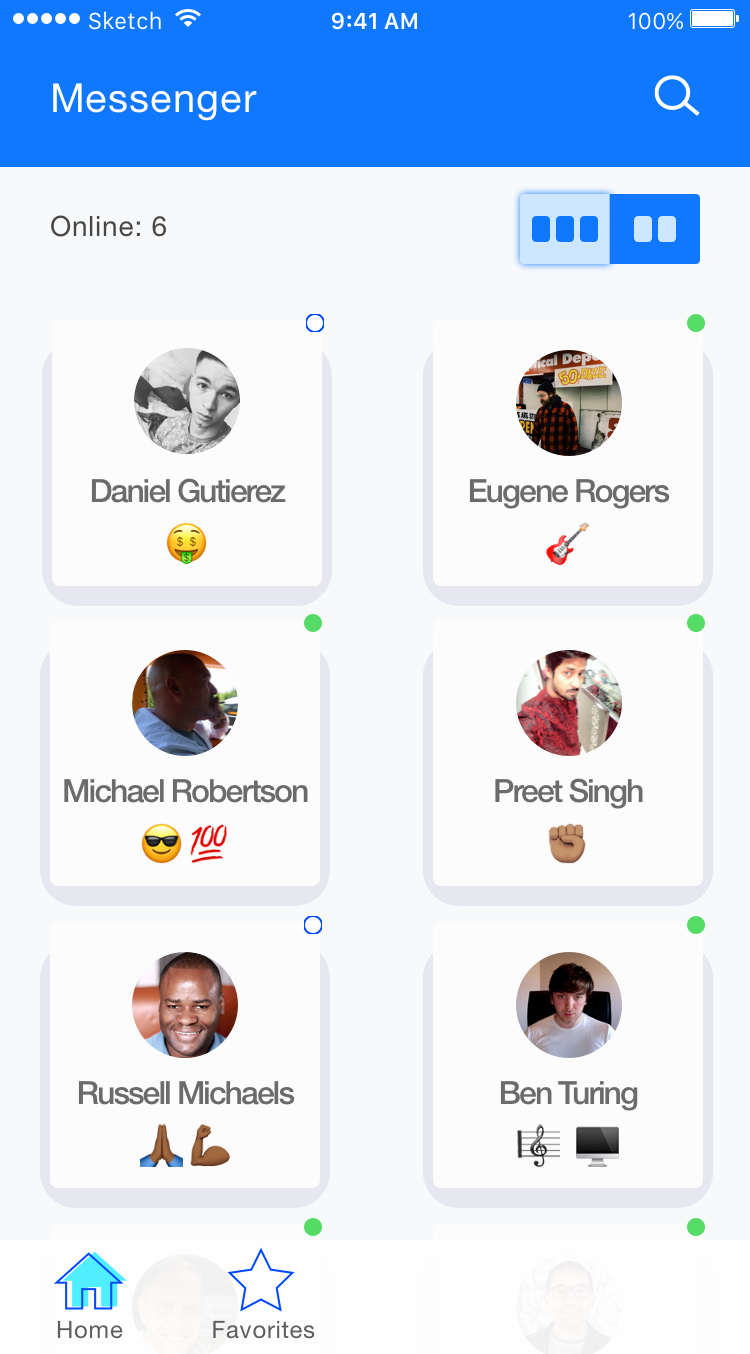 Sketch 9:41 AM 100%
Messenger
Online: 6
Daniel Gutierez
Eugene Rogers
🤑
🎸
Michael Robertson
Preet Singh
😎 💯
✊🏽
Russell Michaels
Ben Turing
🙏🏾 💪🏾
🎼 🖥
Home Favorites